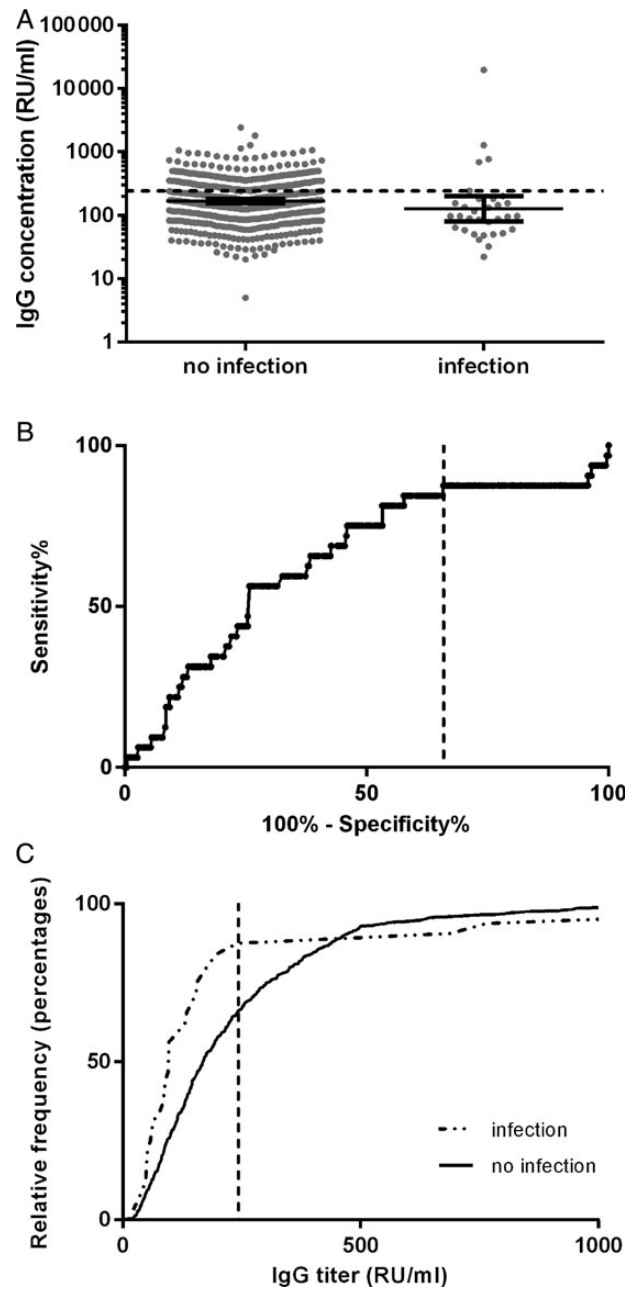 A
IgG concentration (RU/ml)
100000
10000
1000
100
10
1
no infection
infection
B
Sensitivity%
100
50
0
0
50
100
100% - Specificity%
C
Relative frequency (percentages)
100
50
0
infection
no infection
0
500
1000
IgG titer (RU/ml)